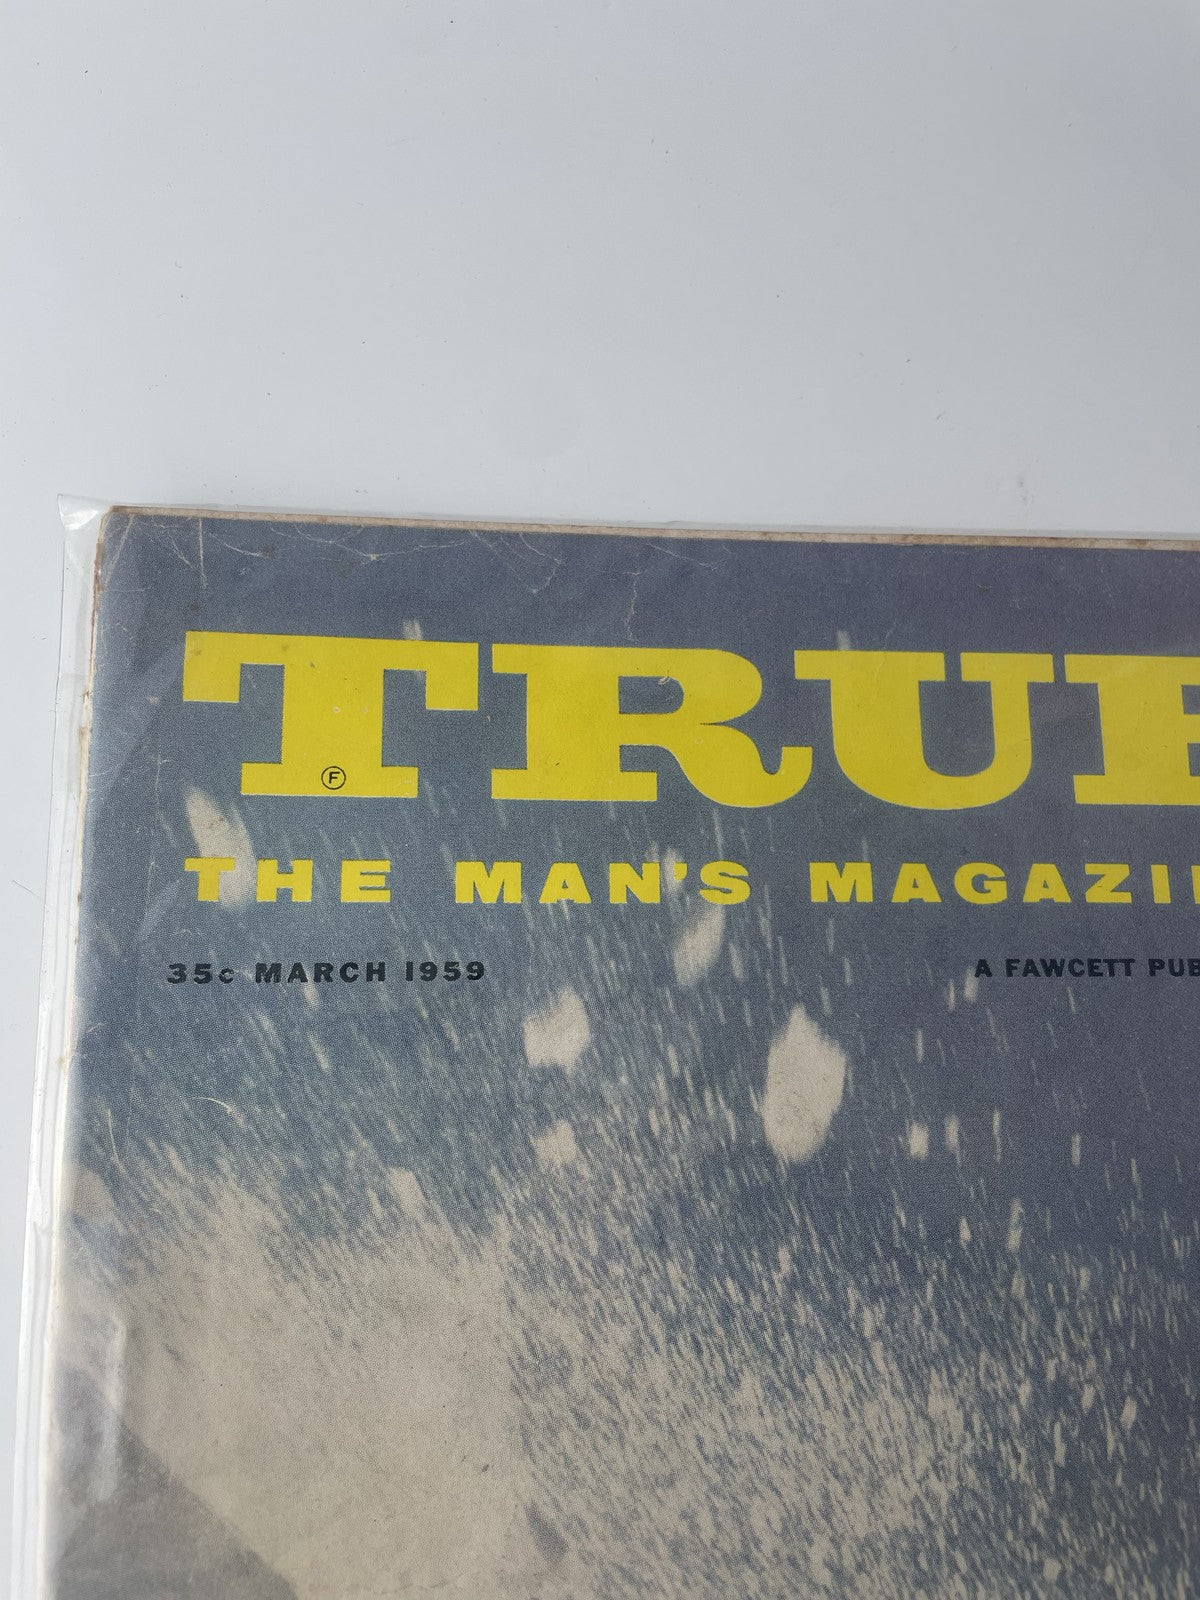 TRUE
F
THE MAN'S MAGAZI
35c MARCH 1959
A FAWCETT PUB